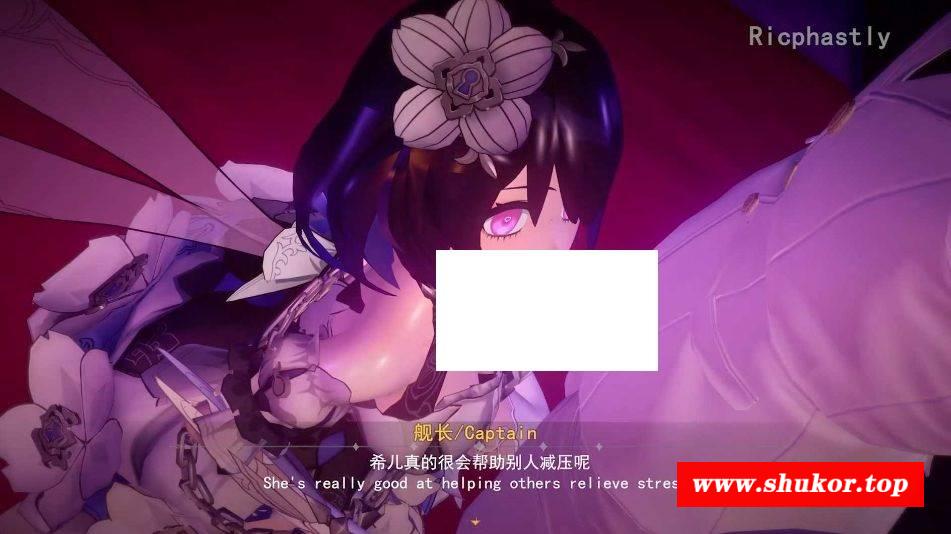 Ricphastly
舰长/Captain
希儿真的很会帮助别人减压呢
She's really good at helping others relieve stres
www.shukor.top